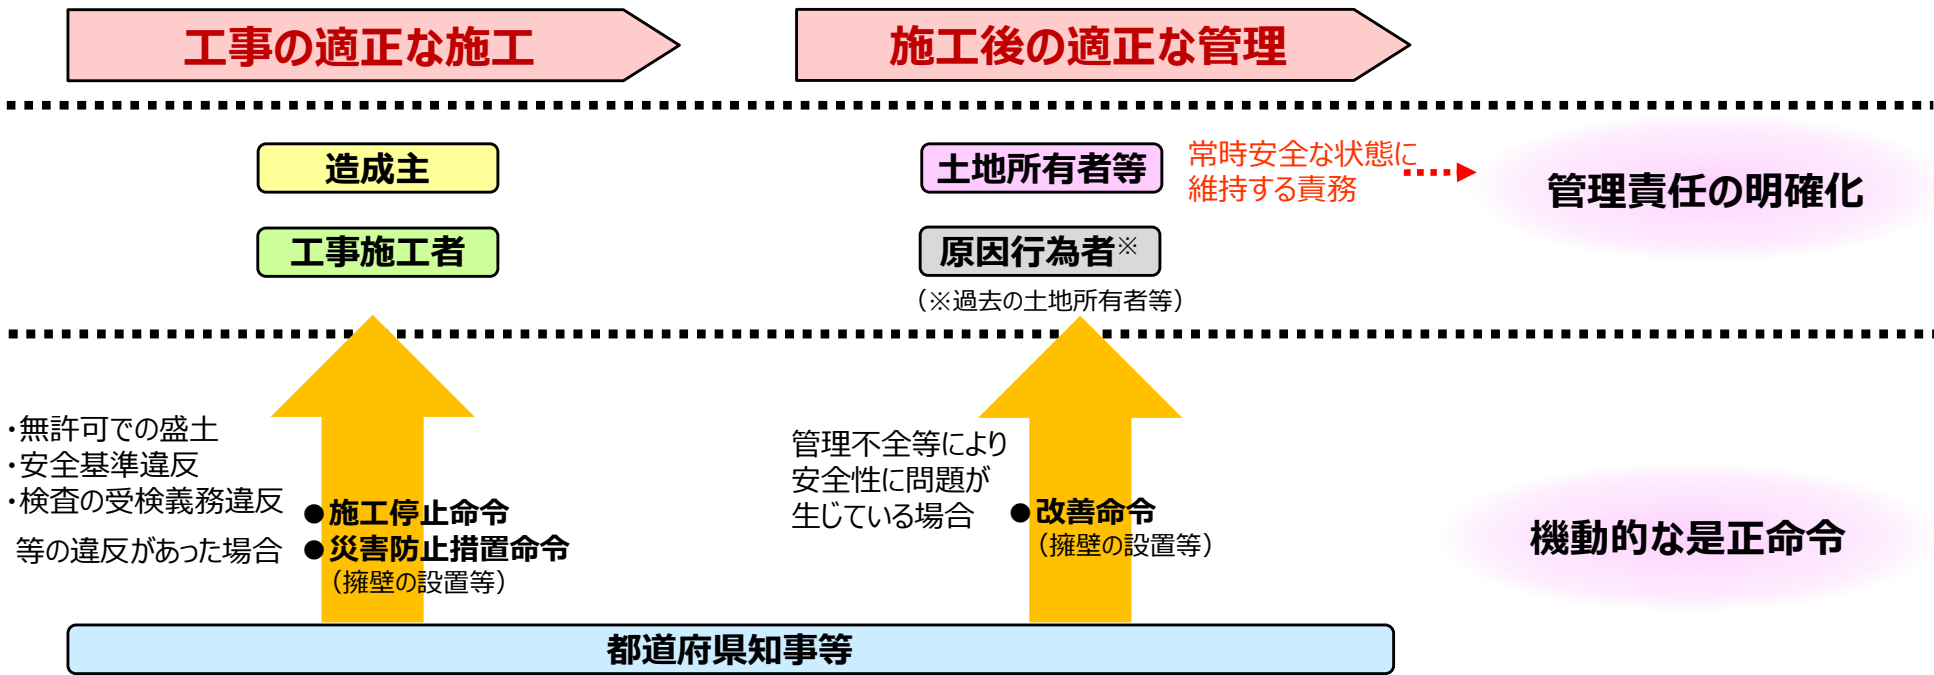 工事の適正な施工
施工後の適正な管理
造成主
工事施工者
土地所有者等
原因行為者※
（※過去の土地所有者等）
常時安全な状態に
維持する責務
管理責任の明確化
・無許可での盛土
・安全基準違反
・検査の受検義務違反
等の違反があった場合
●施工停止命令
●災害防止措置命令
（擁壁の設置等）
管理不全等により
安全性に問題が
生じている場合
●改善命令
（擁壁の設置等）
機動的な是正命令
都道府県知事等